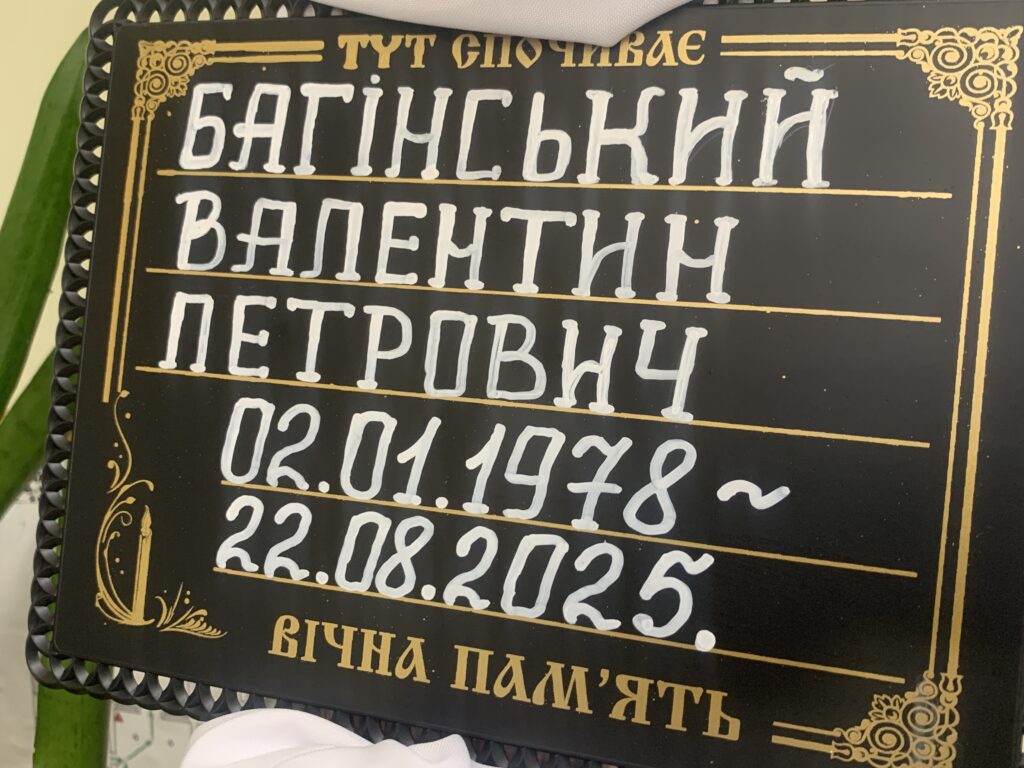 ТУТ СПОЧИВАЄ
БАГІНСЬКИЙ
ВАЛЕНТИН
ПЕТРОВИЧ
02.01.1978 ~
22.08.2025.
ВІЧНА ПАМ'ЯТЬ